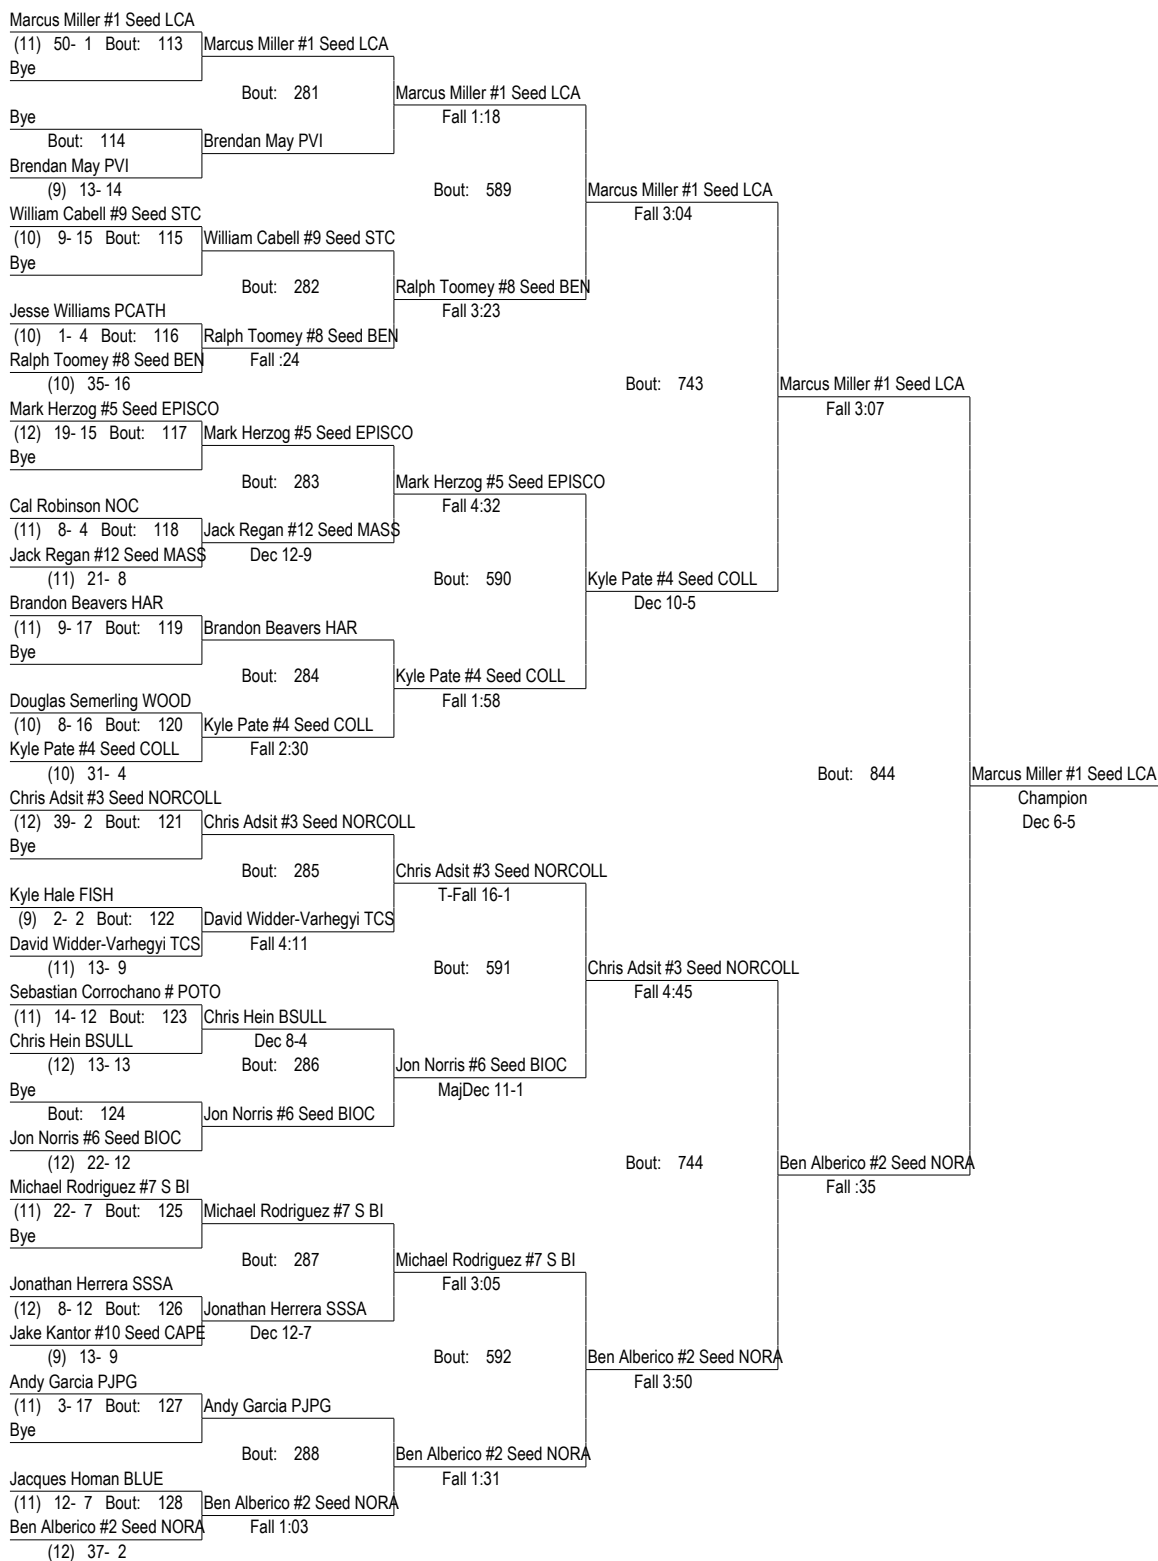 Marcus Miller #1 Seed LCA
(11) 50- 1 Bout: 113 Marcus Miller #1 Seed LCA
Bye
Bout: 281 Marcus Miller #1 Seed LCA
Bye Fall 1:18
Bout: 114 Brendan May PVI
Brendan May PVI
(9) 13- 14 Bout: 589 Marcus Miller #1 Seed LCA
William Cabell #9 Seed STC Fall 3:04
(10) 9- 15 Bout: 115 William Cabell #9 Seed STC
Bye
Bout: 282 Ralph Toomey #8 Seed BEN
Jesse Williams PCATH Fall 3:23
(10) 1- 4 Bout: 116 Ralph Toomey #8 Seed BEN
Ralph Toomey #8 Seed BEN Fall :24
(10) 35- 16 Bout: 743 Marcus Miller #1 Seed LCA
Mark Herzog #5 Seed EPISCO Fall 3:07
(12) 19- 15 Bout: 117 Mark Herzog #5 Seed EPISCO
Bye
Bout: 283 Mark Herzog #5 Seed EPISCO
Cal Robinson NOC Fall 4:32
(11) 8- 4 Bout: 118 Jack Regan #12 Seed MASS
Jack Regan #12 Seed MASS Dec 12-9
(11) 21- 8 Bout: 590 Kyle Pate #4 Seed COLL
Brandon Beavers HAR Dec 10-5
(11) 9- 17 Bout: 119 Brandon Beavers HAR
Bye
Bout: 284 Kyle Pate #4 Seed COLL
Douglas Semerling WOOD Fall 1:58
(10) 8- 16 Bout: 120 Kyle Pate #4 Seed COLL
Kyle Pate #4 Seed COLL Fall 2:30
(10) 31- 4 Bout: 844 Marcus Miller #1 Seed LCA
Chris Adsit #3 Seed NORCOLL Champion
(12) 39- 2 Bout: 121 Chris Adsit #3 Seed NORCOLL Dec 6-5
Bye
Bout: 285 Chris Adsit #3 Seed NORCOLL
Kyle Hale FISH T-Fall 16-1
(9) 2- 2 Bout: 122 David Widder-Varhegyi TCS
David Widder-Varhegyi TCS Fall 4:11
(11) 13- 9 Bout: 591 Chris Adsit #3 Seed NORCOLL
Sebastian Corrochano # POTO Fall 4:45
(11) 14- 12 Bout: 123 Chris Hein BSULL
Chris Hein BSULL Dec 8-4
(12) 13- 13 Bout: 286 Jon Norris #6 Seed BIOC
Bye MajDec 11-1
Bout: 124 Jon Norris #6 Seed BIOC
Jon Norris #6 Seed BIOC
(12) 22- 12 Bout: 744 Ben Alberico #2 Seed NORA
Michael Rodriguez #7 S BI Fall :35
(11) 22- 7 Bout: 125 Michael Rodriguez #7 S BI
Bye
Bout: 287 Michael Rodriguez #7 S BI
Jonathan Herrera SSSA Fall 3:05
(12) 8- 12 Bout: 126 Jonathan Herrera SSSA
Jake Kantor #10 Seed CAPE Dec 12-7
(9) 13- 9 Bout: 592 Ben Alberico #2 Seed NORA
Andy Garcia PJPG Fall 3:50
(11) 3- 17 Bout: 127 Andy Garcia PJPG
Bye
Bout: 288 Ben Alberico #2 Seed NORA
Jacques Homan BLUE Fall 1:31
(11) 12- 7 Bout: 128 Ben Alberico #2 Seed NORA
Ben Alberico #2 Seed NORA Fall 1:03
(12) 37- 2